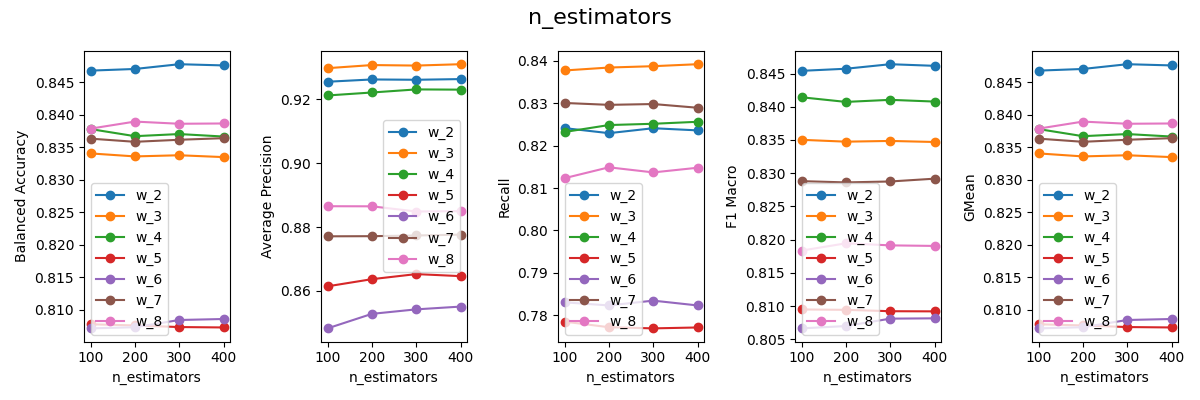 n_estimators
Balanced Accuracy
0.845
0.840
0.835
0.830
0.825
0.820
0.815
0.810
w_2
w_3
w_4
w_5
w_6
w_7
w_8
100 200 300 400
n_estimators
Average Precision
0.92
0.90
0.88
0.86
w_2
w_3
w_4
w_5
w_6
w_7
w_8
100 200 300 400
n_estimators
Recall
0.84
0.83
0.82
0.81
0.80
0.79
0.78
w_2
w_3
w_4
w_5
w_6
w_7
w_8
100 200 300 400
n_estimators
F1 Macro
0.845
0.840
0.835
0.830
0.825
0.820
0.815
0.810
0.805
w_2
w_3
w_4
w_5
w_6
w_7
w_8
100 200 300 400
n_estimators
GMean
0.845
0.840
0.835
0.830
0.825
0.820
0.815
0.810
w_2
w_3
w_4
w_5
w_6
w_7
w_8
100 200 300 400
n_estimators